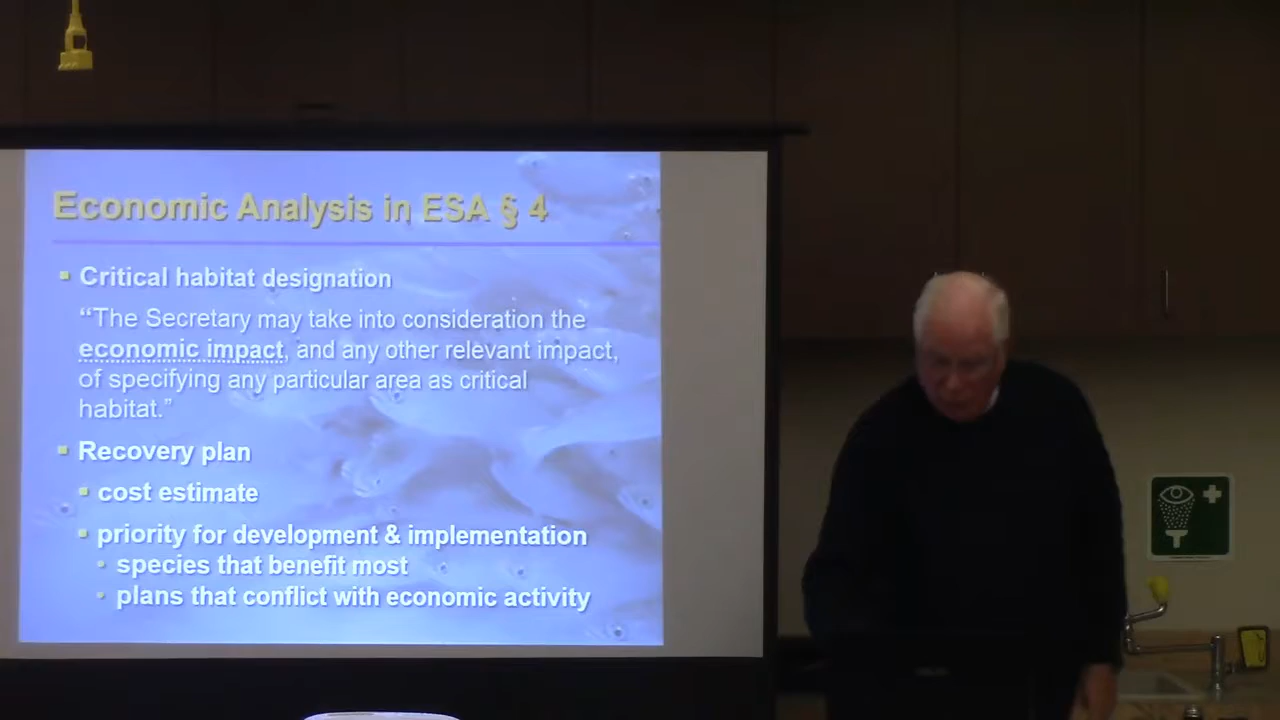 Economic Analysis in ESA § 4
▪ Critical habitat designation
“The Secretary may take into consideration the
economic impact, and any other relevant impact,
of specifying any particular area as critical
habitat.”
▪ Recovery plan
▪ cost estimate
▪ priority for development & implementation
• species that benefit most
• plans that conflict with economic activity